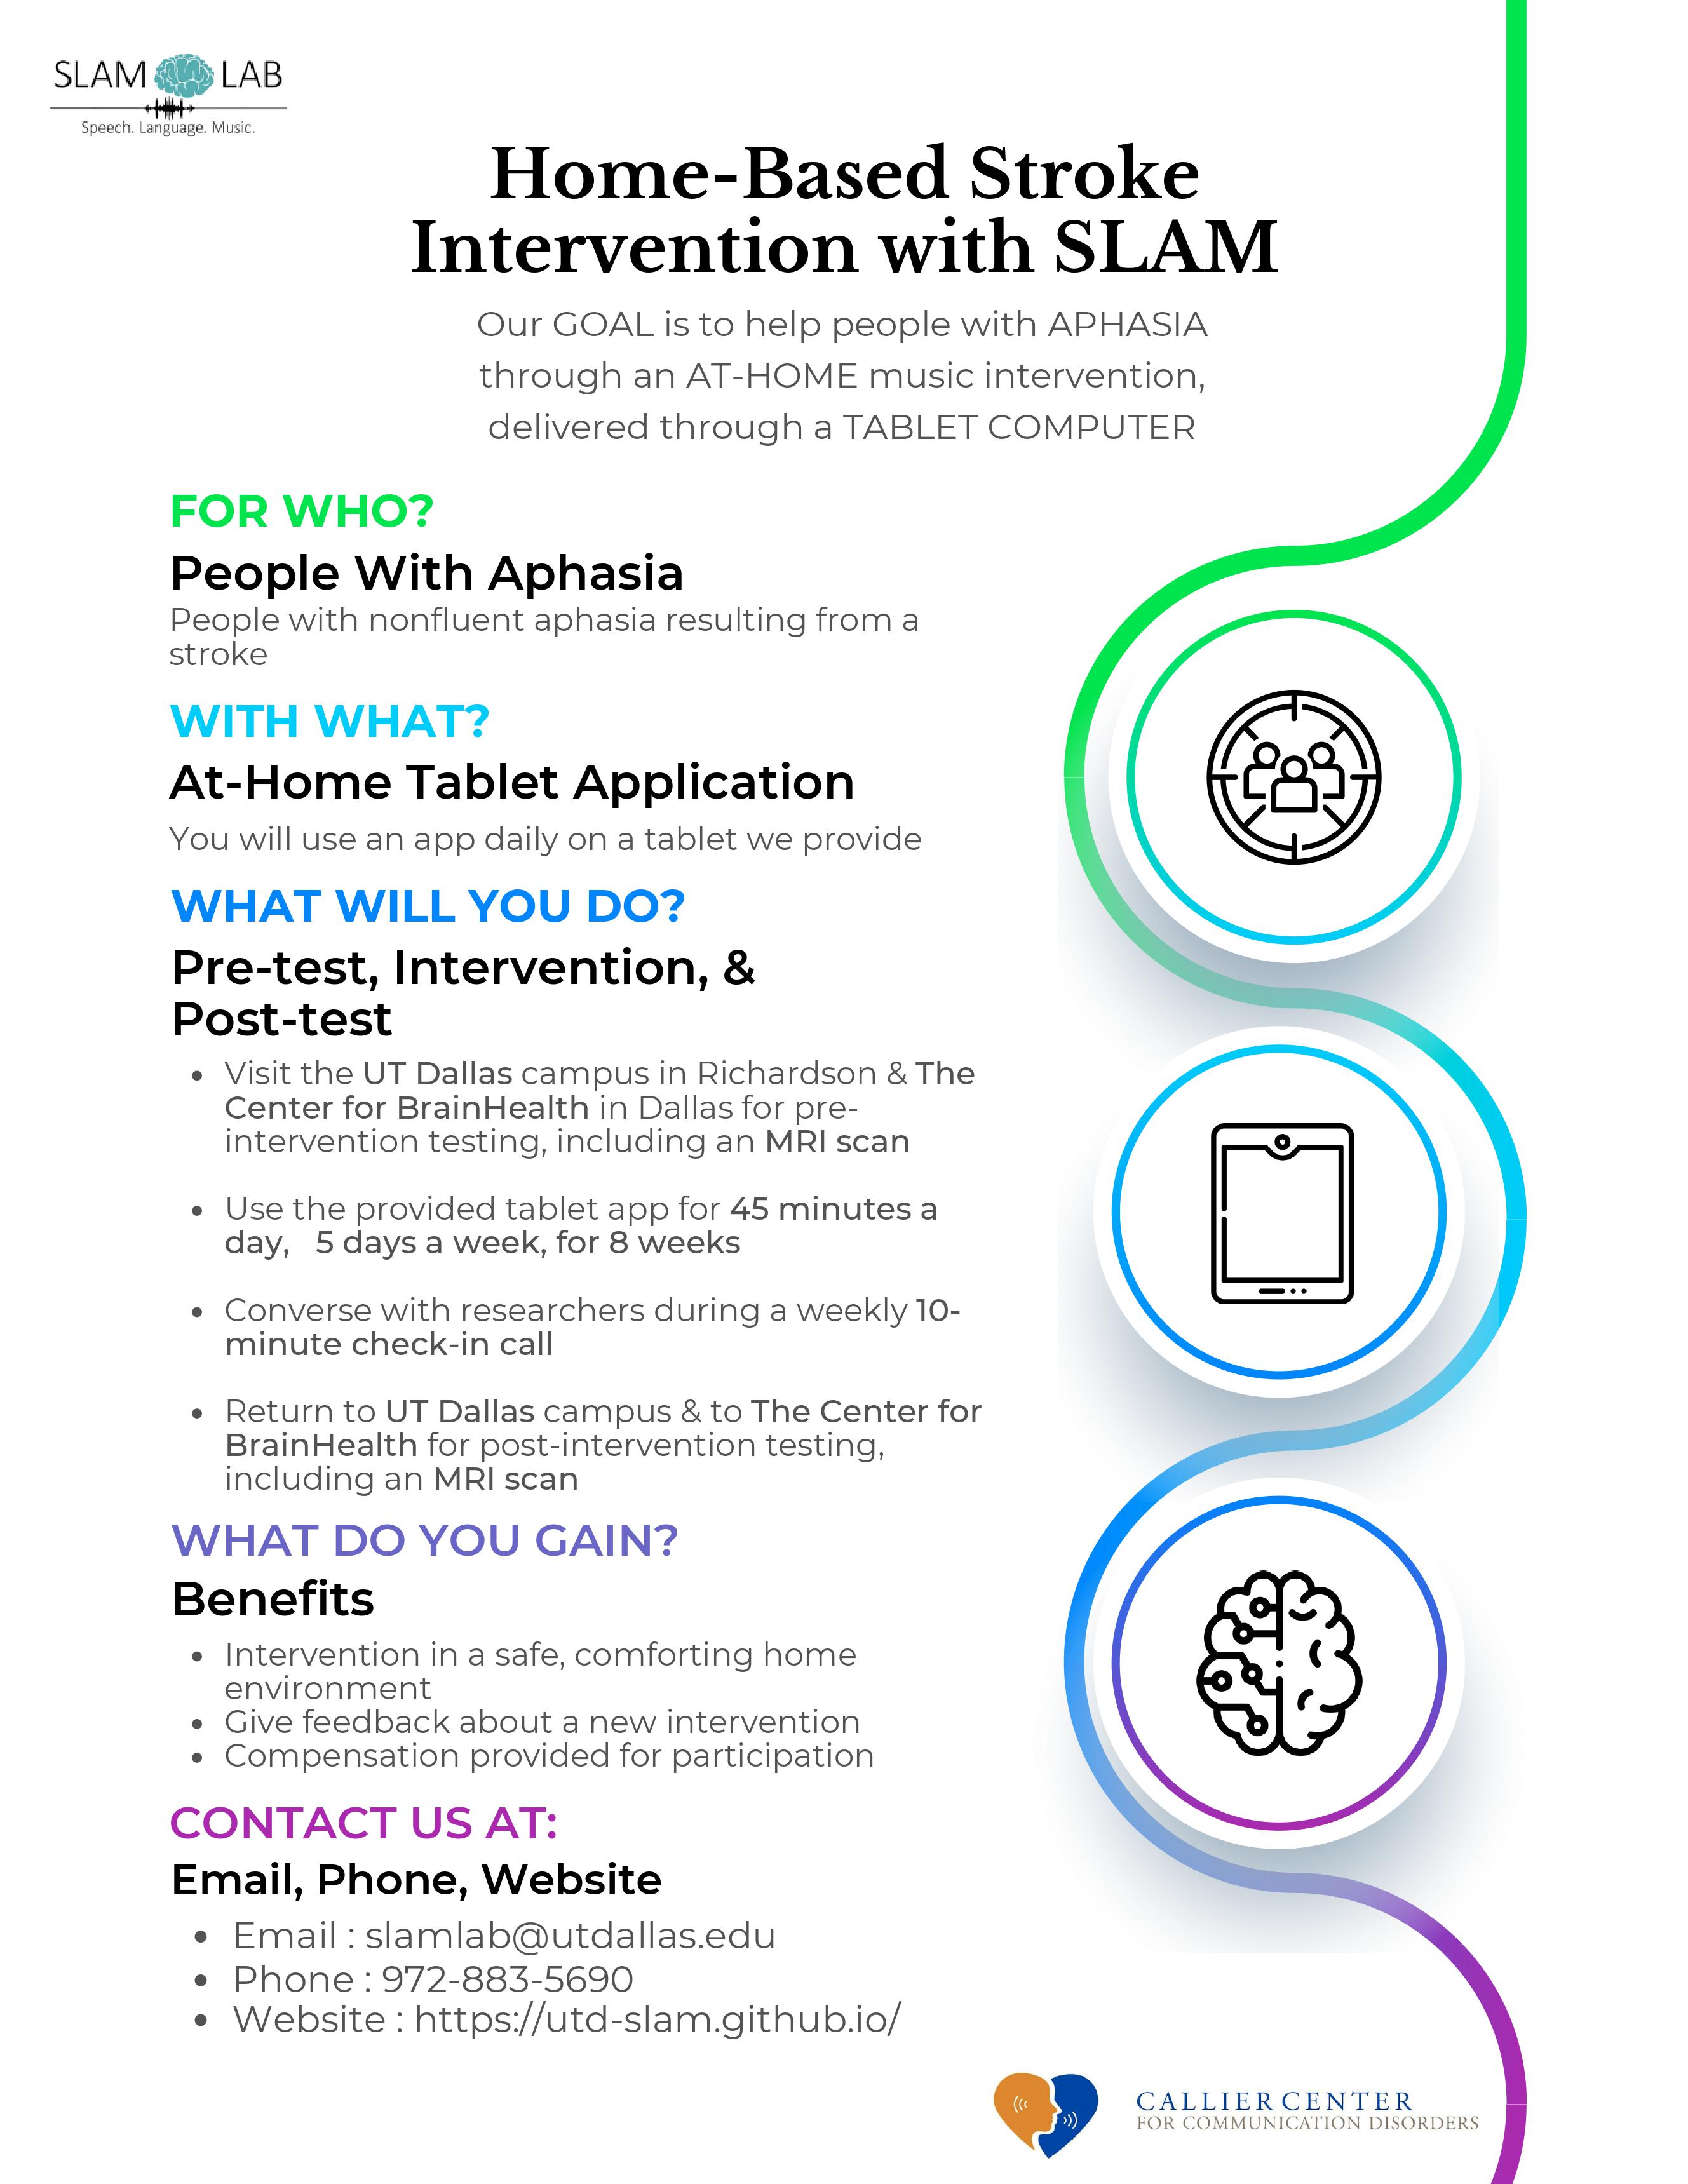 SLAM LAB
Speech. Language. Music.
Home-Based Stroke
Intervention with SLAM
Our GOAL is to help people with APHASIA
through an AT-HOME music intervention,
delivered through a TABLET COMPUTER
FOR WHO?
People With Aphasia
People with nonfluent aphasia resulting from a
stroke
WITH WHAT?
At-Home Tablet Application
You will use an app daily on a tablet we provide
WHAT WILL YOU DO?
Pre-test, Intervention, &
Post-test
• Visit the UT Dallas campus in Richardson & The
Center for BrainHealth in Dallas for pre-
intervention testing, including an MRI scan
• Use the provided tablet app for 45 minutes a
day, 5 days a week, for 8 weeks
• Converse with researchers during a weekly 10-
minute check-in call
• Return to UT Dallas campus & to The Center for
BrainHealth for post-intervention testing,
including an MRI scan
WHAT DO YOU GAIN?
Benefits
• Intervention in a safe, comforting home
environment
• Give feedback about a new intervention
• Compensation provided for participation
CONTACT US AT:
Email, Phone, Website
• Email : slamlab@utdallas.edu
• Phone : 972-883-5690
• Website : https://utd-slam.github.io/
CALLIER CENTER
FOR COMMUNICATION DISORDERS